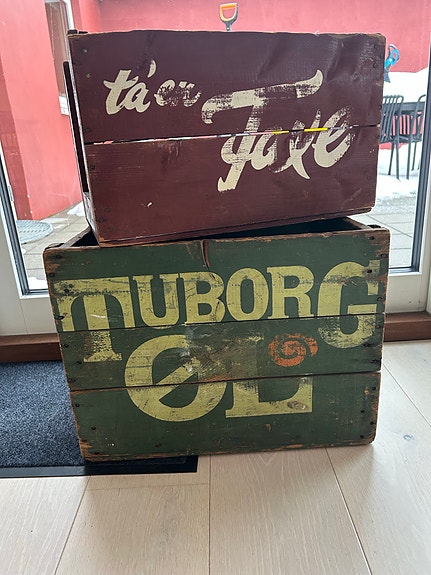 ta' en
Faxe
TUBORG
ØL